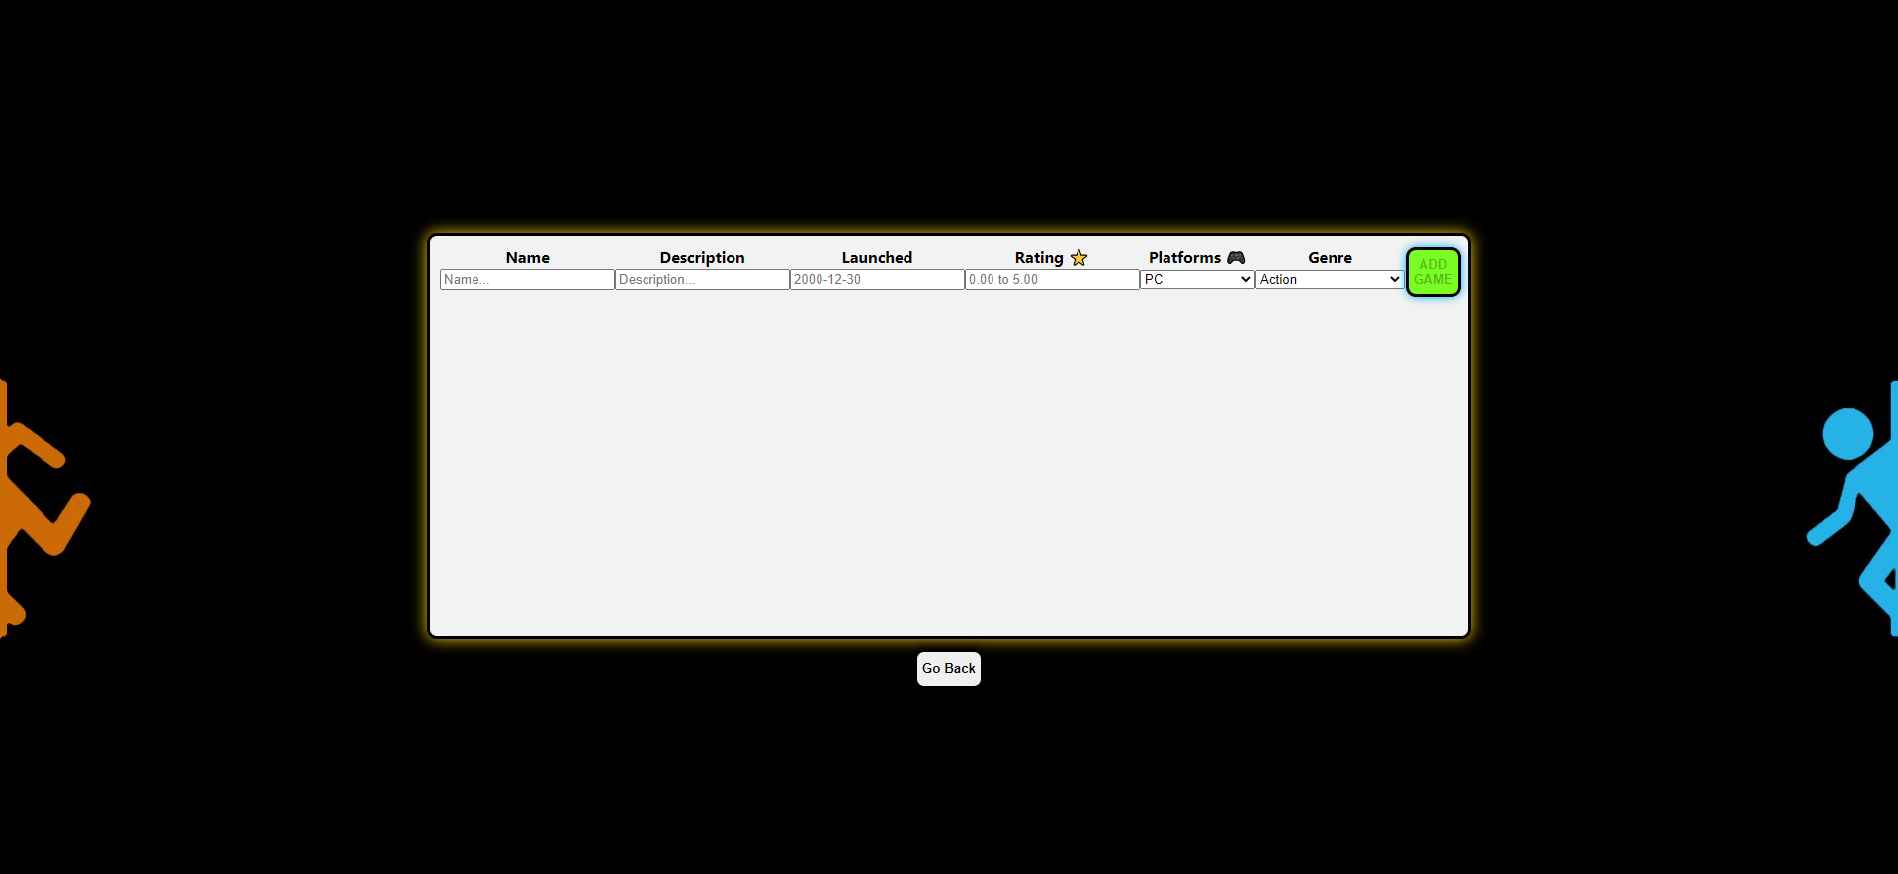 Name Description Launched Rating ⭐ Platforms 🎮 Genre
Name... Description... 2000-12-30 0.00 to 5.00 PC Action
ADD
GAME
Go Back